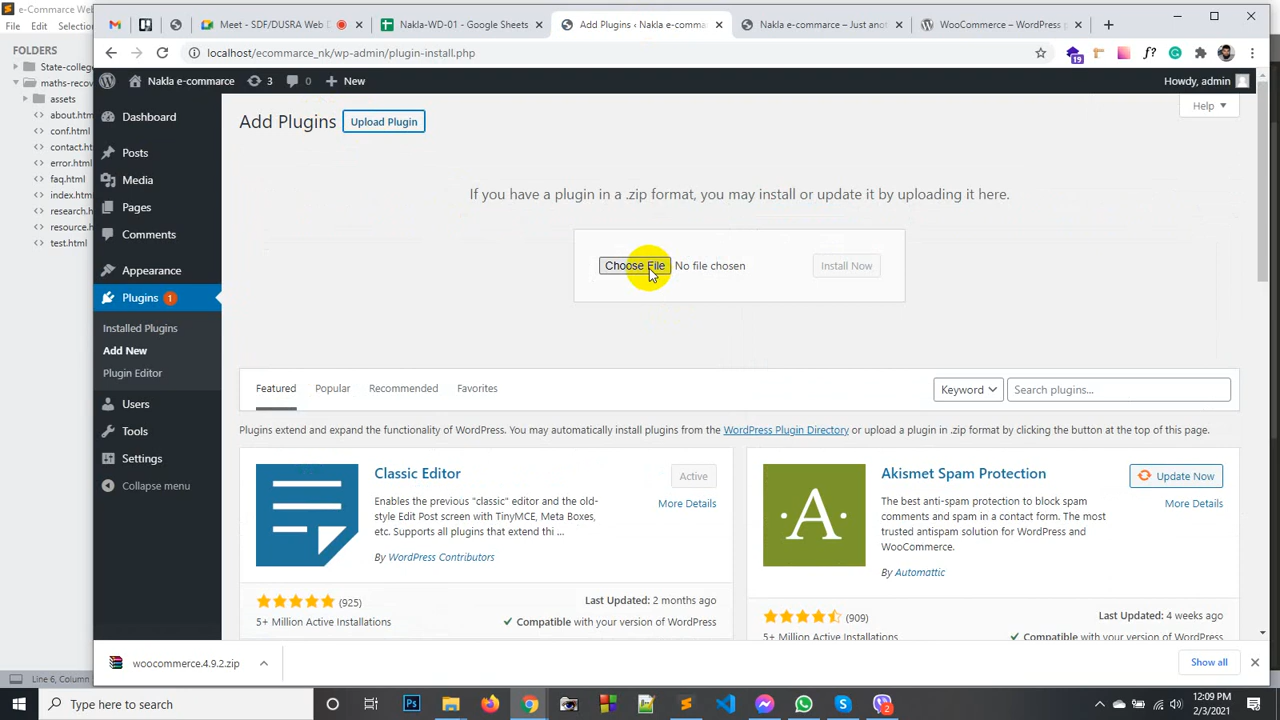 e-Commerce Web
File
Edit
Selection
Meet - SDF/DUSRA Web D
Nakla-WD-01 - Google Sheets
Add Plugins ‹ Nakla e-comme
Nakla e-commerce – Just anot
WooCommerce – WordPress p
localhost/ecommerce_nk/wp-admin/plugin-install.php
19
f?
FOLDERS
State-colleg
maths-recov
assets
about.html
conf.html
contact.html
error.html
faq.html
index.html
research.h
resource.h
test.html
Nakla e-commerce
3
0
New
Howdy, admin
Dashboard
Posts
Media
Pages
Comments
Appearance
Plugins 1
Installed Plugins
Add New
Plugin Editor
Users
Tools
Settings
Collapse menu
Add Plugins
Upload Plugin
Help
If you have a plugin in a .zip format, you may install or update it by uploading it here.
Choose File
No file chosen
Install Now
Featured
Popular
Recommended
Favorites
Keyword
Search plugins...
Plugins extend and expand the functionality of WordPress. You may automatically install plugins from the WordPress Plugin Directory or upload a plugin in .zip format by clicking the button at the top of this page.
Classic Editor
Active
More Details
Enables the previous "classic" editor and the old-
style Edit Post screen with TinyMCE, Meta Boxes,
etc. Supports all plugins that extend thi ...
By WordPress Contributors
(925)
5+ Million Active Installations
Last Updated: 2 months ago
Compatible with your version of WordPress
A
Akismet Spam Protection
Update Now
More Details
The best anti-spam protection to block spam
comments and spam in a contact form. The most
trusted antispam solution for WordPress and
WooCommerce.
By Automattic
(909)
5+ Million Active Installations
Last Updated: 4 weeks ago
Compatible with your version of WordPress
woocommerce.4.9.2.zip
Show all
Line 6, Column
Type here to search
Ps
2
12:09 PM
2/3/2021